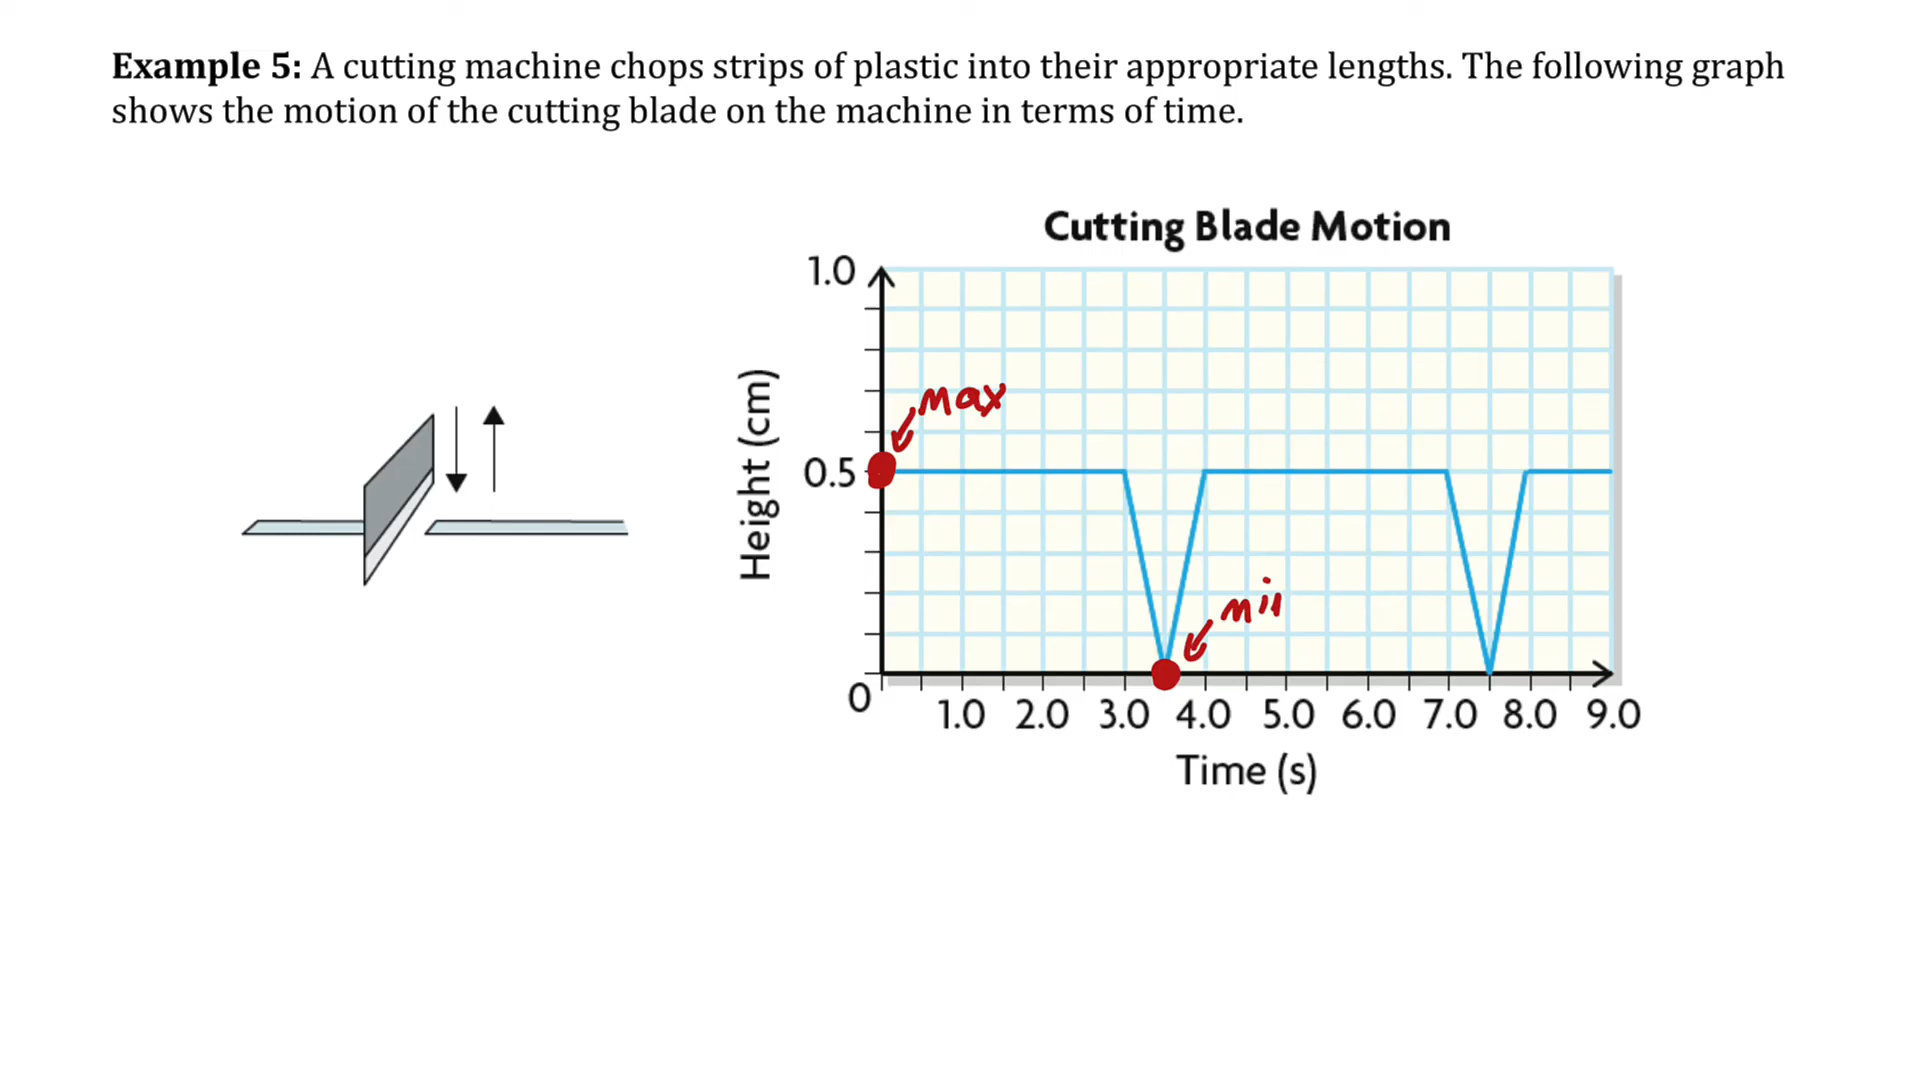 Example 5: A cutting machine chops strips of plastic into their appropriate lengths. The following graph
shows the motion of the cutting blade on the machine in terms of time.
Cutting Blade Motion
1.0
max
Height (cm)
0.5
min
0
1.0 2.0 3.0 4.0 5.0 6.0 7.0 8.0 9.0
Time (s)